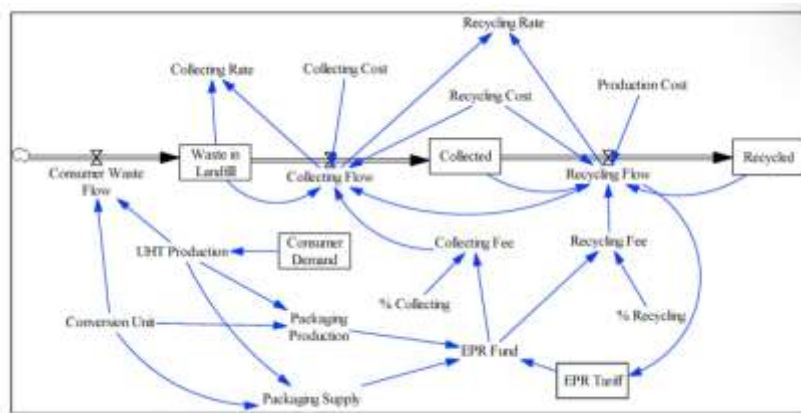 Recycling Rate
Collecting Rate
Collecting Cost
Recycling Cost
Production Cost
Waste in
Landfill
Collected
Recycled
Consumer Waste
Flow
Collecting Flow
Recycling Flow
UHT Production
Consumer
Demand
Collecting Fee
Recycling Fee
% Collecting
% Recycling
Conversion Unit
Packaging
Production
EPR Fund
EPR Tariff
Packaging Supply